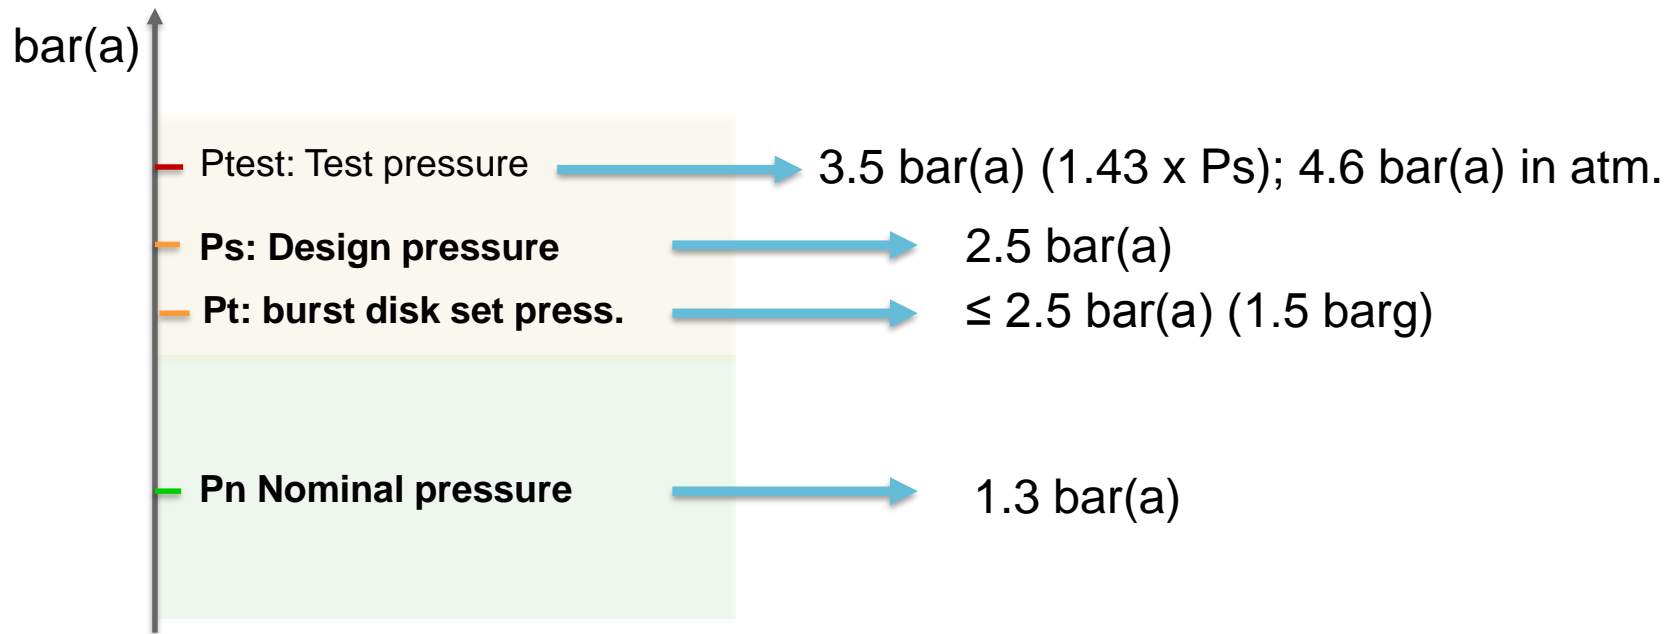 bar(a)
Ptest: Test pressure 3.5 bar(a) (1.43 x Ps); 4.6 bar(a) in atm.
Ps: Design pressure 2.5 bar(a)
Pt: burst disk set press. ≤ 2.5 bar(a) (1.5 barg)
Pn Nominal pressure 1.3 bar(a)